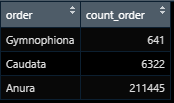 order count_order
Gymnophiona 641
Caudata 6322
Anura 211445